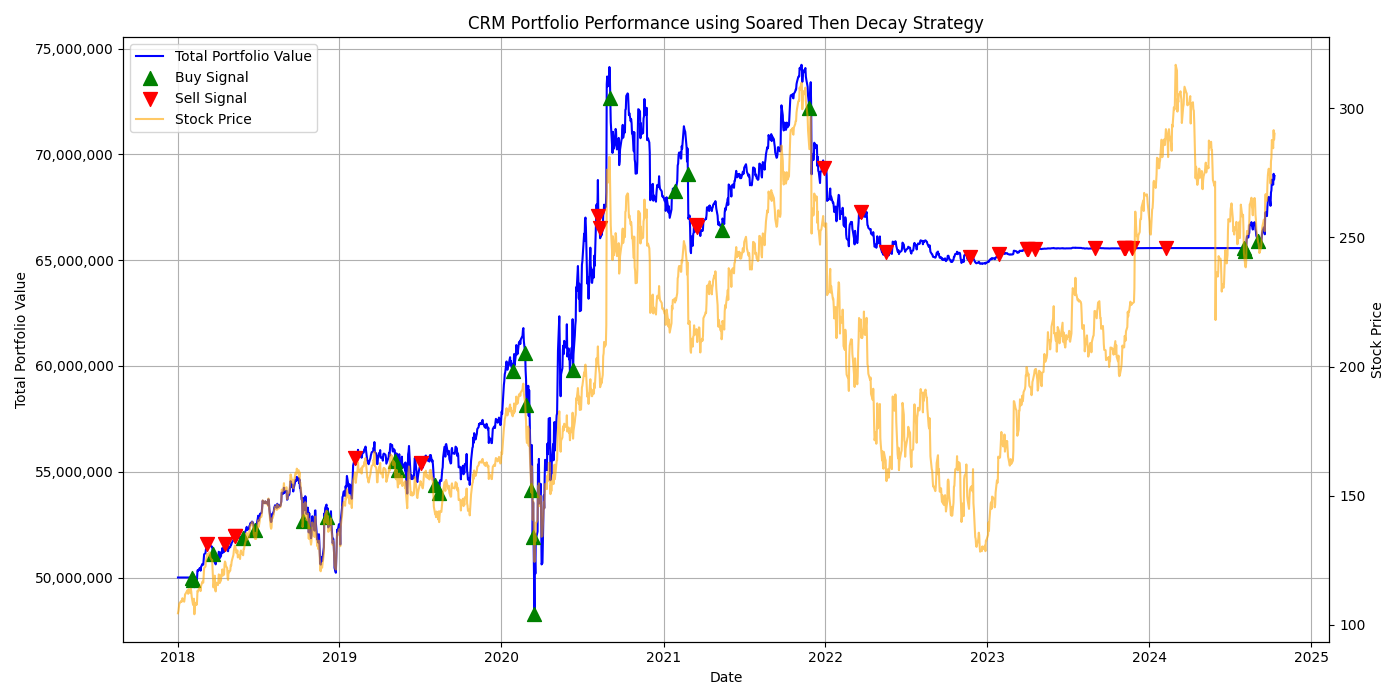 CRM Portfolio Performance using Soared Then Decay Strategy
Total Portfolio Value
Buy Signal
Sell Signal
Stock Price
75,000,000
70,000,000
65,000,000
60,000,000
55,000,000
50,000,000
Total Portfolio Value
300
250
200
150
100
Stock Price
2018
2019
2020
2021
2022
2023
2024
2025
Date